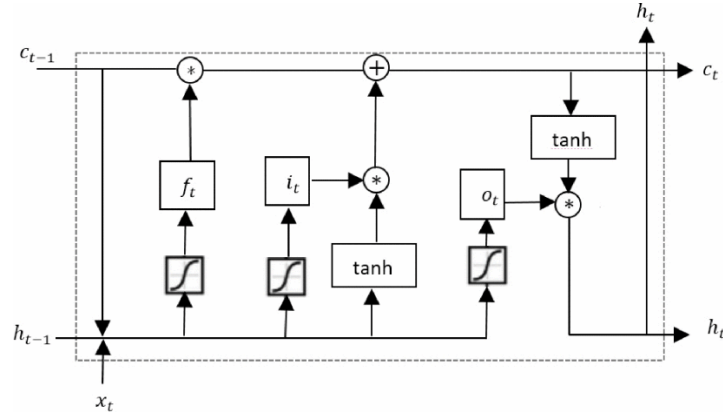 h_t
c_{t-1}
*
+
c_t
tanh
f_t
i_t
*
o_t
*
tanh
h_{t-1}
h_t
x_t